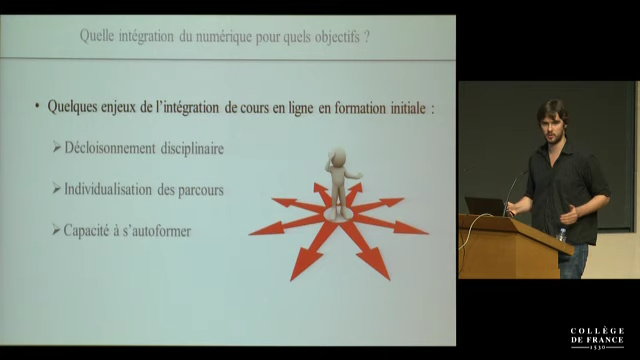 Quelle intégration du numérique pour quels objectifs ?
• Quelques enjeux de l'intégration de cours en ligne en formation initiale :
➢ Décloisonnement disciplinaire
➢ Individualisation des parcours
➢ Capacité à s'autoformer
COLLÈGE
DE FRANCE
1530